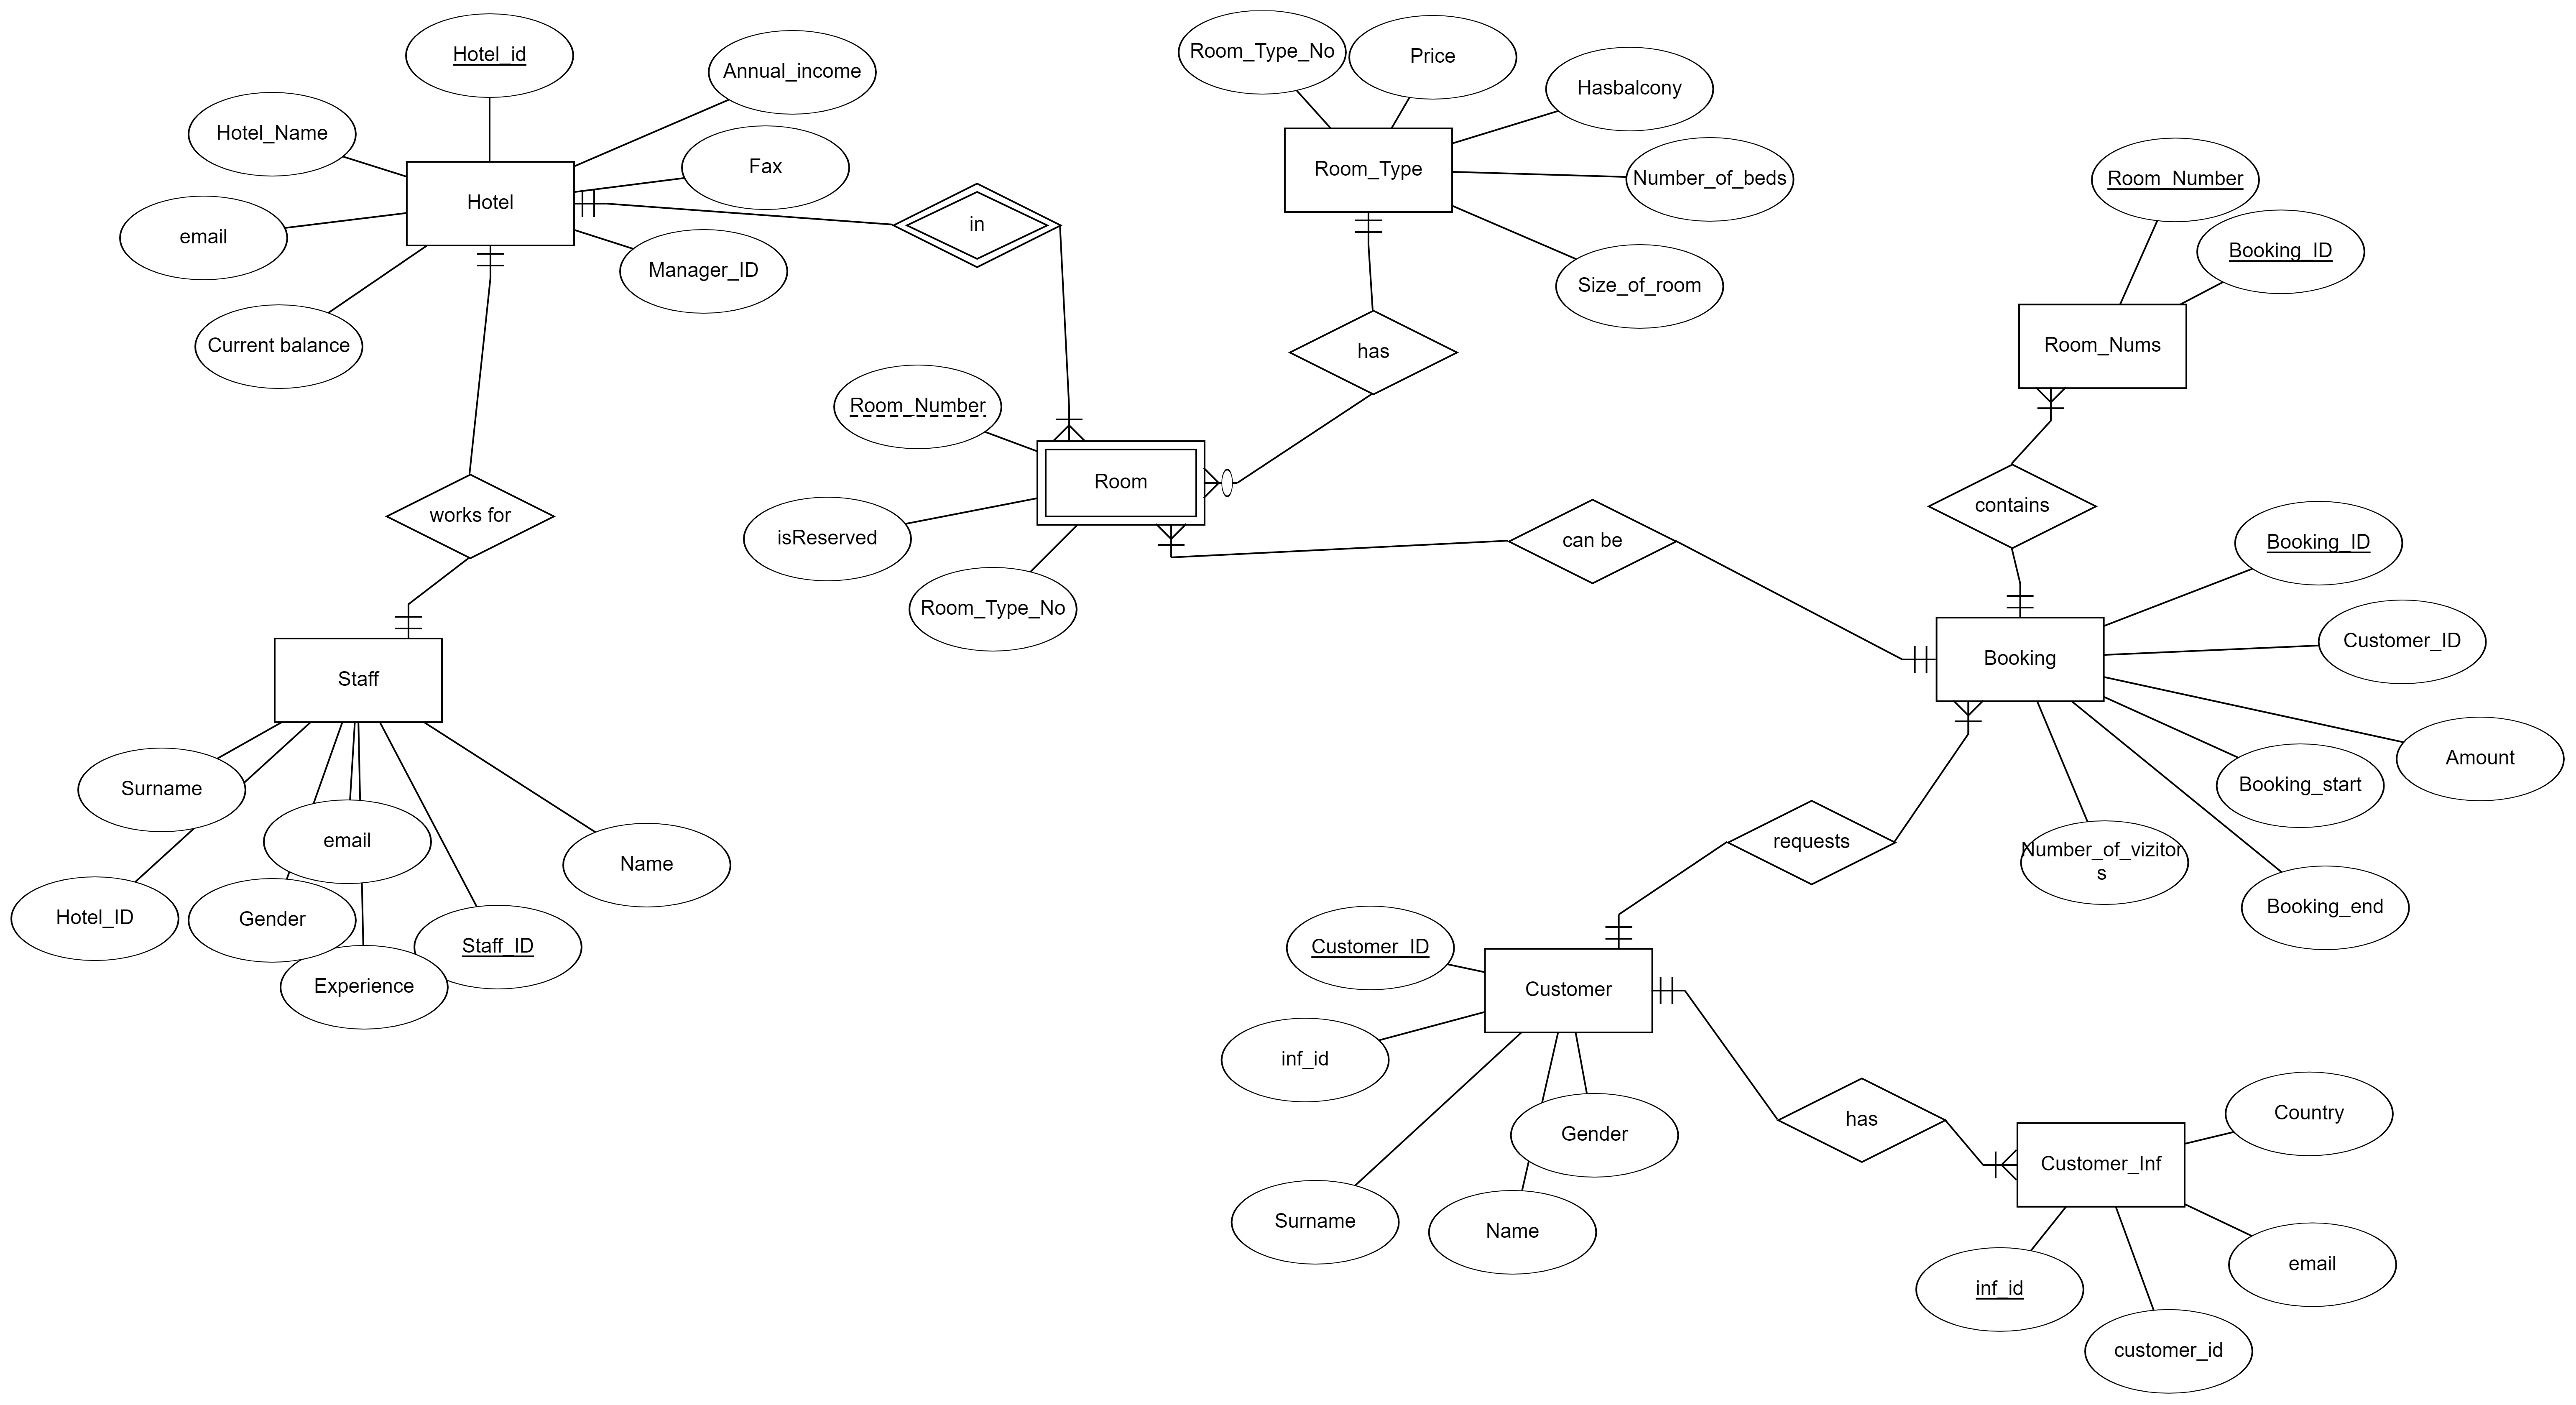 Hotel_id
Annual_income
Hotel_Name
Fax
Hotel
email
Manager_ID
Current balance
in
Room_Type_No
Price
Hasbalcony
Room_Type
Number_of_beds
Size_of_room
has
Room_Number
Booking_ID
Room_Nums
contains
Room_Number
Room
isReserved
Room_Type_No
can be
works for
Staff
Surname
email
Name
Hotel_ID
Gender
Staff_ID
Experience
Booking_ID
Booking
Customer_ID
Amount
Booking_start
Number_of_vizitor
s
Booking_end
requests
Customer_ID
Customer
inf_id
Gender
Surname
Name
has
Country
Customer_Inf
email
inf_id
customer_id